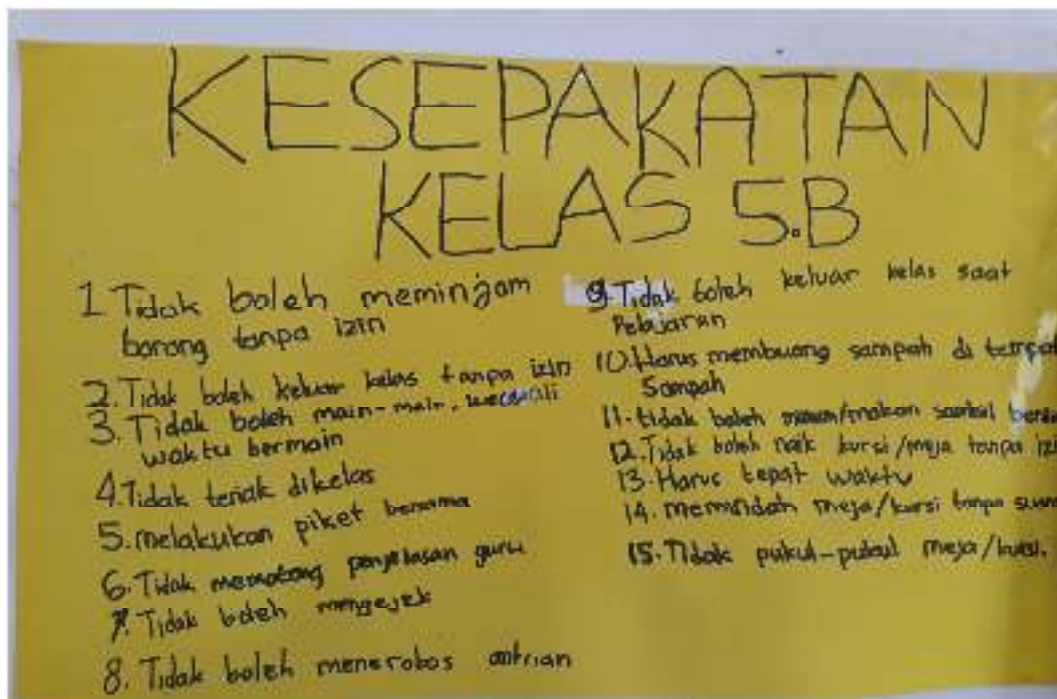 KESEPAKATAN
KELAS 5.B
1. Tidak boleh meminjam
barang tanpa izin
2. Tidak boleh keluar kelas tanpa izin
3. Tidak boleh main-main, kecuali
waktu bermain
4. Tidak teriak dikelas
5. melakukan piket bersama
6. Tidak memotong penjelasan guru
7. Tidak boleh mengejek
8. Tidak boleh menerobos antrian
9. Tidak boleh keluar kelas saat
Pelajaran
10. Harus membuang sampah di tempat
Sampah
11. tidak boleh minum/makan sambil
12. Tidak boleh naik kursi/meja tanpa
13. Harus tepat waktu
14. memindah meja/kursi tanpa
15. Tidak pukul-pukul meja/kursi